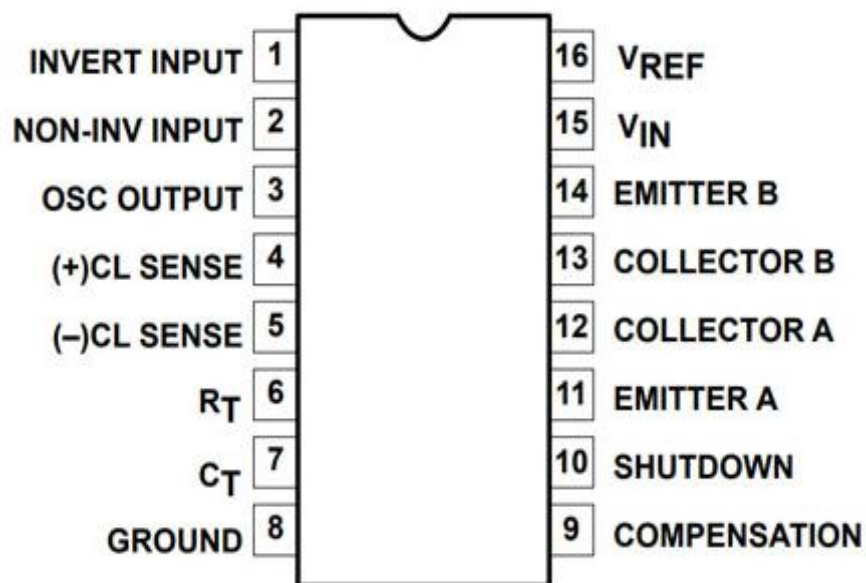 INVERT INPUT 1
NON-INV INPUT 2
OSC OUTPUT 3
(+)CL SENSE 4
(–)CL SENSE 5
RT 6
CT 7
GROUND 8
16 VREF
15 VIN
14 EMITTER B
13 COLLECTOR B
12 COLLECTOR A
11 EMITTER A
10 SHUTDOWN
9 COMPENSATION